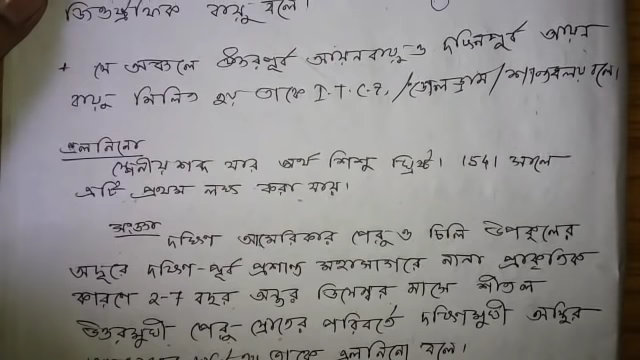 জিওস্ট্রফিক বায়ু বলে।
* যে অঞ্চলে উত্তরপূর্ব আয়নবায়ু ও দক্ষিনপূর্ব আয়ন
বায়ু মিলিত হয় তাকে I.T.C.Z./ডোলড্রাম/শান্তবলয় বলে।
এলনিনো
স্পেনীয় শব্দ যার অর্থ শিশু খ্রিষ্ট। 1541 সালে
এটি প্রথম লক্ষ করা যায়।
সংজ্ঞা দক্ষিণ আমেরিকার পেরু ও চিলি উপকূলের
অদূরে দক্ষিণ-পূর্ব প্রশান্ত মহাসাগরে নানা প্রাকৃতিক
কারণে 2-7 বছর অন্তর ডিসেম্বর মাসে শীতল
উত্তরমুখী পেরু-স্রোতের পরিবর্তে দক্ষিণমুখী অস্থির
তাকে এলনিনো বলে।